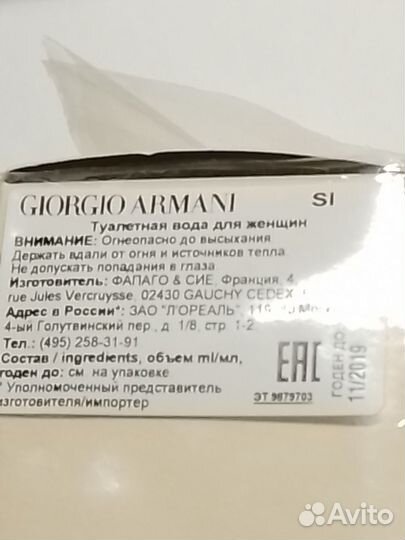 GIORGIO ARMANI SI
Туалетная вода для женщин
ВНИМАНИЕ: Огнеопасно до высыхания
Держать вдали от огня и источников тепла
Не допускать попадания в глаза
Изготовитель: ФАПАГО & СИЕ, Франция, 4,
rue Jules Vercruysse, 02430 GAUCHY CEDEX
Адрес в России*: ЗАО "Л'ОРЕАЛЬ",
4-ый Голутвинский пер., д. 1/8, стр. 1-2
Тел.: (495) 258-31-91
Состав / Ingredients, объем ml/мл,
годен до: см на упаковке
* Уполномоченный представитель
изготовителя/импортер
EAC
ГОДЕН ДО:
11/2019
ЭТ 9879703
Avito